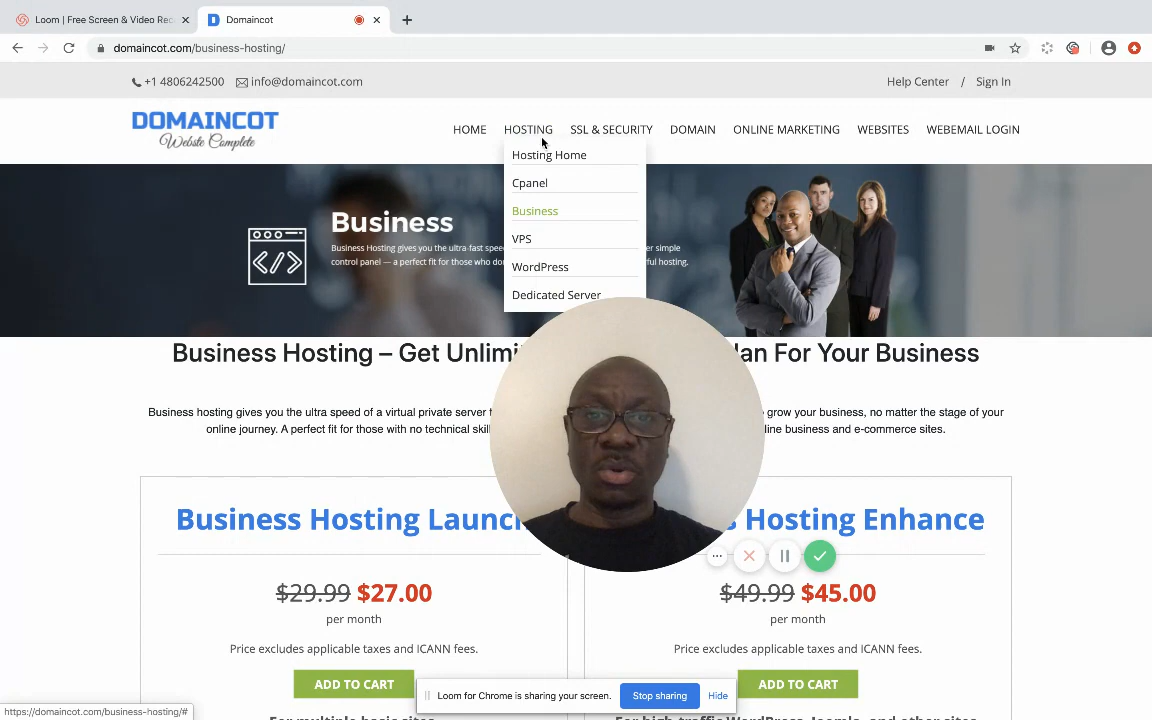 Loom | Free Screen & Video Rec
Domaincot
domaincot.com/business-hosting/
+1 4806242500
info@domaincot.com
Help Center / Sign In
DOMAINCOT
Webste Complete
HOME
HOSTING
SSL & SECURITY
DOMAIN
ONLINE MARKETING
WEBSITES
WEBEMAIL LOGIN
Hosting Home
Cpanel
Business
VPS
WordPress
Dedicated Server
Business
Business Hosting gives you the ultra-fast spee er simple
control panel — a perfect fit for those who do ful hosting.
Business Hosting – Get Unlimi lan For Your Business
Business hosting gives you the ultra speed of a virtual private server grow your business, no matter the stage of your
online journey. A perfect fit for those with no technical skil line business and e-commerce sites.
Business Hosting Launc
$29.99 $27.00
per month
Price excludes applicable taxes and ICANN fees.
ADD TO CART
s Hosting Enhance
$49.99 $45.00
per month
Price excludes applicable taxes and ICANN fees.
ADD TO CART
Loom for Chrome is sharing your screen.
Stop sharing
Hide
https://domaincot.com/business-hosting/#